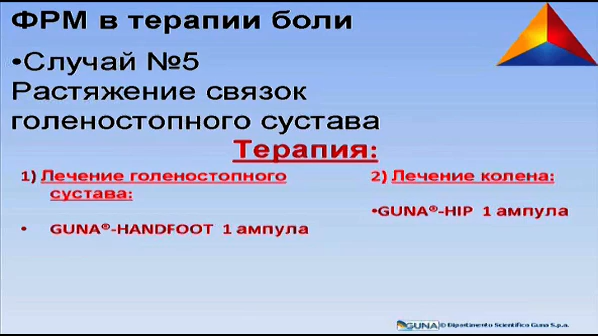 ФРМ в терапии боли
•Случай №5
Растяжение связок
голеностопного сустава
Терапия:
1) Лечение голеностопного
сустава:
• GUNA®-HANDFOOT 1 ампула
2) Лечение колена:
•GUNA®-HIP 1 ампула
GUNA © Dipartimento Scientifico Guna S.p.a.